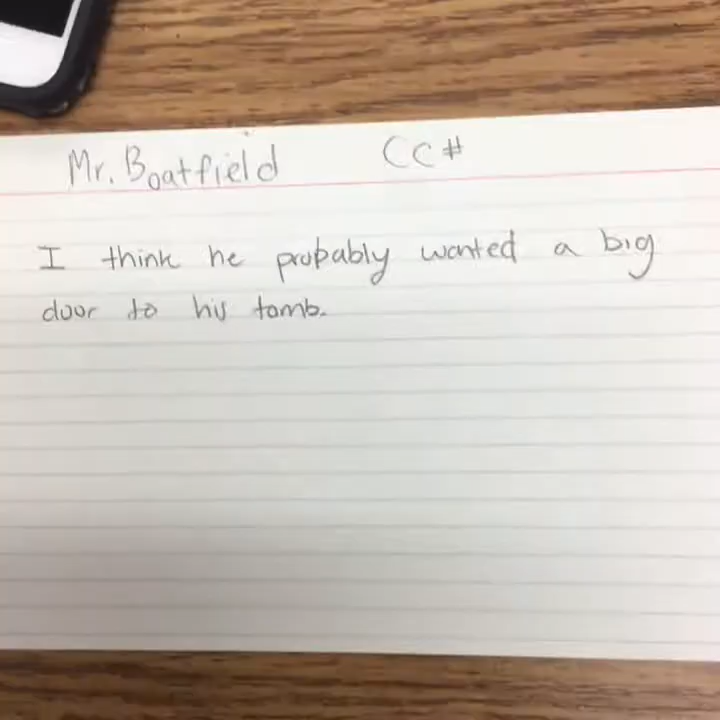 Mr. Boatfield CC#
I think he probably wanted a big
door to his tomb.